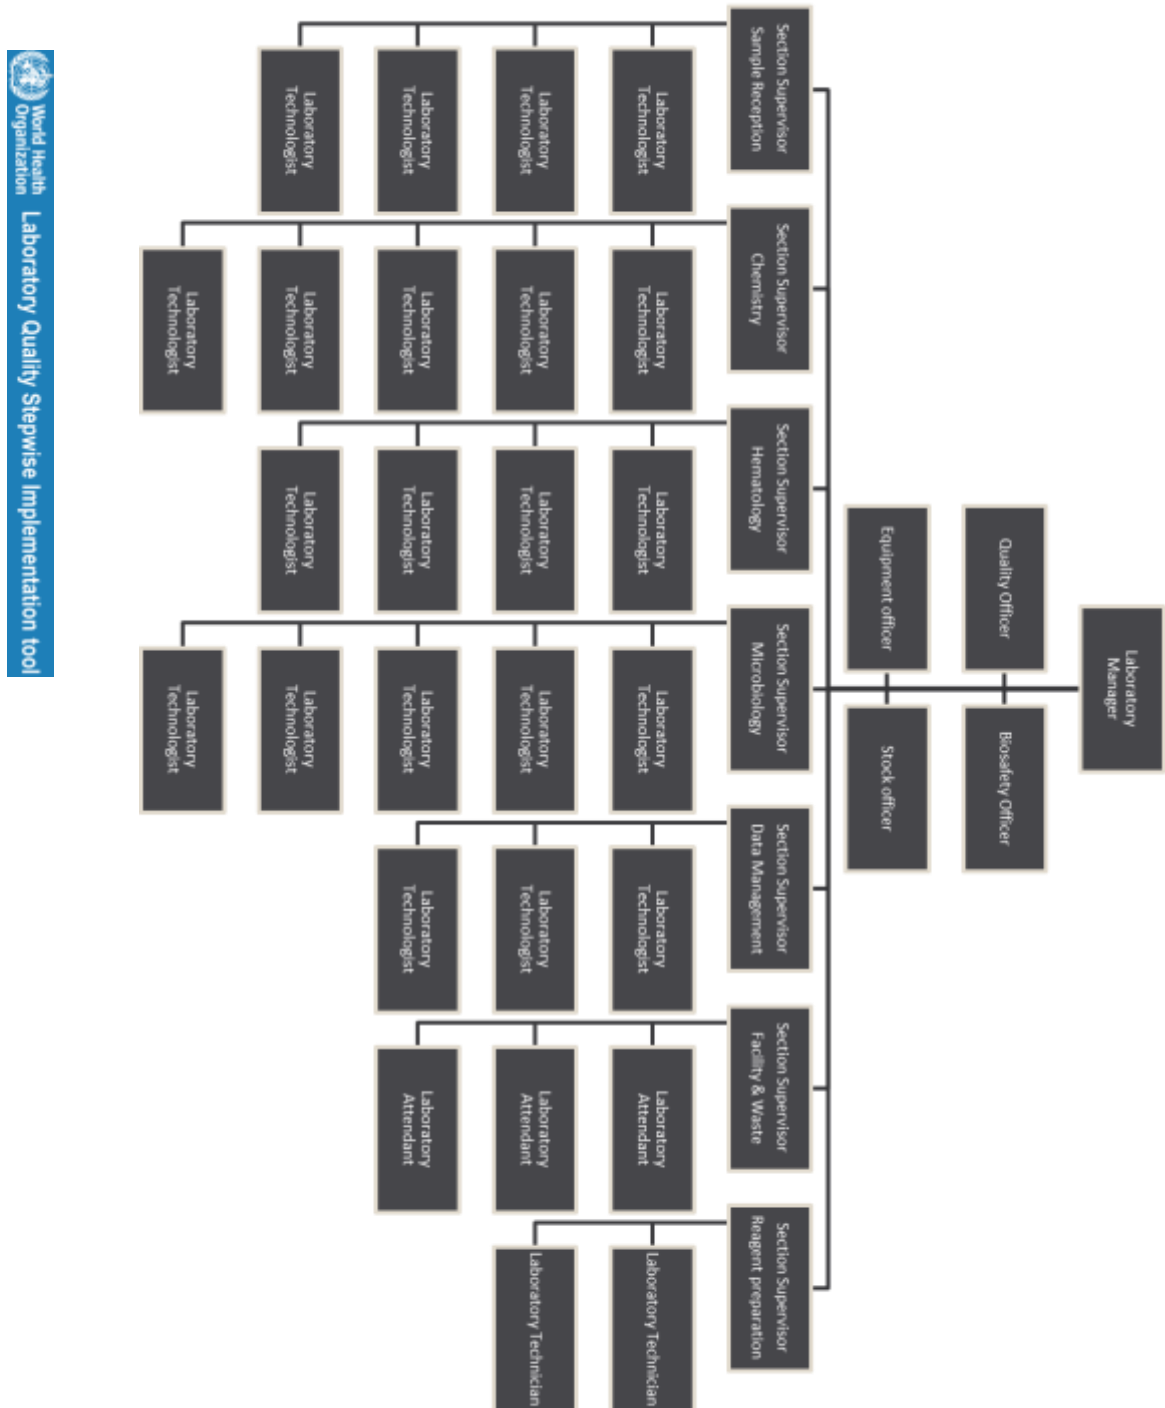 Laboratory
Manager
Quality Officer
Biosafety Officer
Equipment officer
Stock officer
Section Supervisor
Sample Reception
Laboratory
Technologist
Laboratory
Technologist
Laboratory
Technologist
Laboratory
Technologist
Section Supervisor
Chemistry
Laboratory
Technologist
Laboratory
Technologist
Laboratory
Technologist
Laboratory
Technologist
Laboratory
Technologist
Section Supervisor
Hematology
Laboratory
Technologist
Laboratory
Technologist
Laboratory
Technologist
Laboratory
Technologist
Section Supervisor
Microbiology
Laboratory
Technologist
Laboratory
Technologist
Laboratory
Technologist
Laboratory
Technologist
Laboratory
Technologist
Section Supervisor
Data Management
Laboratory
Technologist
Laboratory
Technologist
Laboratory
Technologist
Section Supervisor
Facility & Waste
Laboratory
Attendant
Laboratory
Attendant
Laboratory
Attendant
Section Supervisor
Reagent preparation
Laboratory Technician
Laboratory Technician
World Health
Organization
Laboratory Quality Stepwise Implementation tool